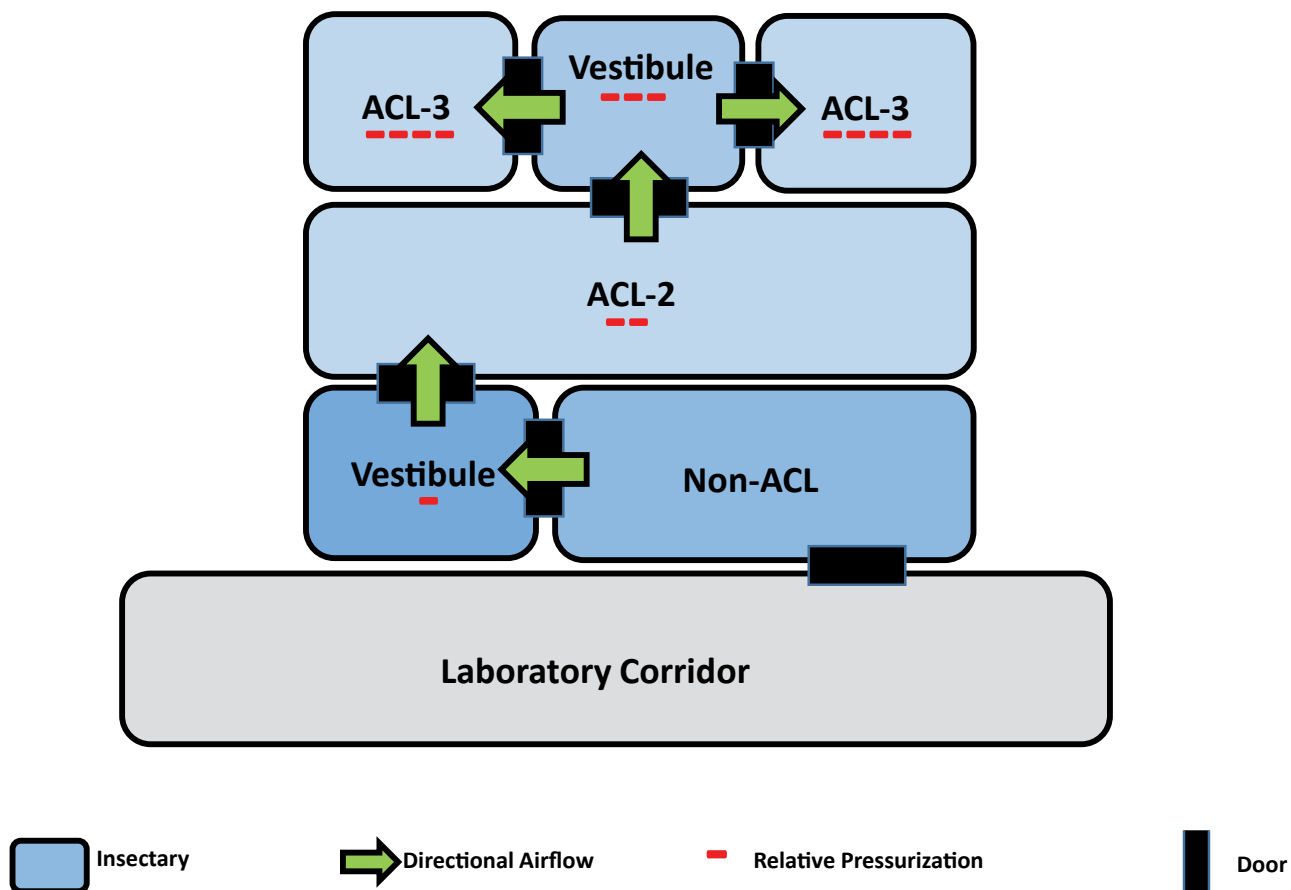 Vestibule
ACL-3
ACL-3
ACL-2
Vestibule
Non-ACL
Laboratory Corridor
Insectary
Directional Airflow
Relative Pressurization
Door